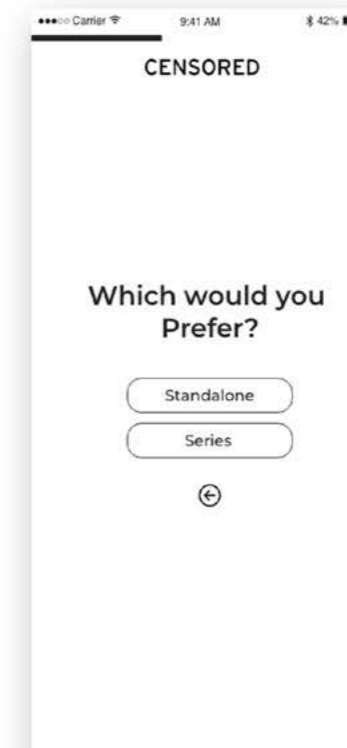 Carrier 9:41 AM 42%
CENSORED
Which would you
Prefer?
Standalone
Series